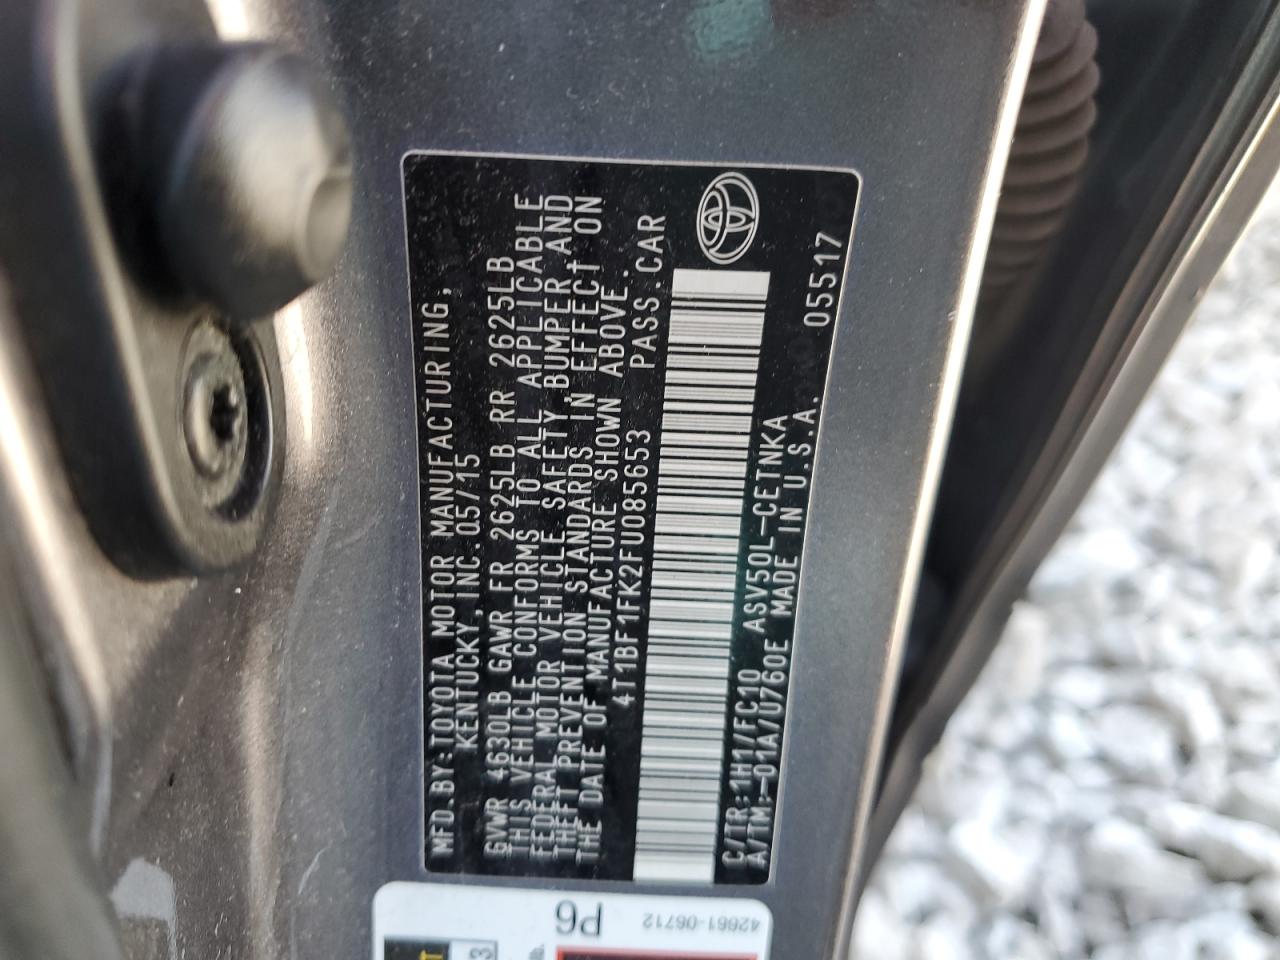 MFD.BY:TOYOTA MOTOR MANUFACTURING,
KENTUCKY, INC. 05/15
GVWR 4630LB GAWR FR 2625LB RR 2625LB
THIS VEHICLE CONFORMS TO ALL APPLICABLE
FEDERAL MOTOR VEHICLE SAFETY,BUMPER AND
THEFT PREVENTION STANDARDS IN EFFECT ON
THE DATE OF MANUFACTURE SHOWN ABOVE.
4T1BF1FK2FU085653 PASS.CAR
C/TR:1H1/FC10 ASV50L-CETNKA
A/TM:-01A/U760E MADE IN U.S.A. 05517
42661-06712
P6
lb.
3